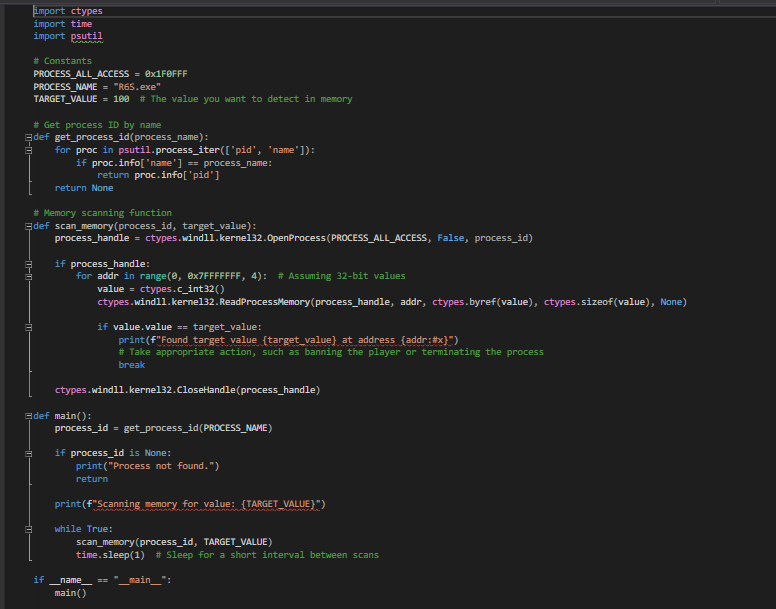 import ctypes
import time
import psutil
# Constants
PROCESS_ALL_ACCESS = 0x1F0FFF
PROCESS_NAME = "R6S.exe"
TARGET_VALUE = 100  # The value you want to detect in memory
# Get process ID by name
def get_process_id(process_name):
    for proc in psutil.process_iter(['pid', 'name']):
        if proc.info['name'] == process_name:
            return proc.info['pid']
    return None
# Memory scanning function
def scan_memory(process_id, target_value):
    process_handle = ctypes.windll.kernel32.OpenProcess(PROCESS_ALL_ACCESS, False, process_id)
    if process_handle:
        for addr in range(0, 0x7FFFFFFF, 4):  # Assuming 32-bit values
            value = ctypes.c_int32()
            ctypes.windll.kernel32.ReadProcessMemory(process_handle, addr, ctypes.byref(value), ctypes.sizeof(value), None)
            if value.value == target_value:
                print(f"Found target value {target_value} at address {addr:#x}")
                # Take appropriate action, such as banning the player or terminating the process
                break
    ctypes.windll.kernel32.CloseHandle(process_handle)
def main():
    process_id = get_process_id(PROCESS_NAME)
    if process_id is None:
        print("Process not found.")
        return
    print(f"Scanning memory for value: {TARGET_VALUE}")
    while True:
        scan_memory(process_id, TARGET_VALUE)
        time.sleep(1)  # Sleep for a short interval between scans
if __name__ == "__main__":
    main()